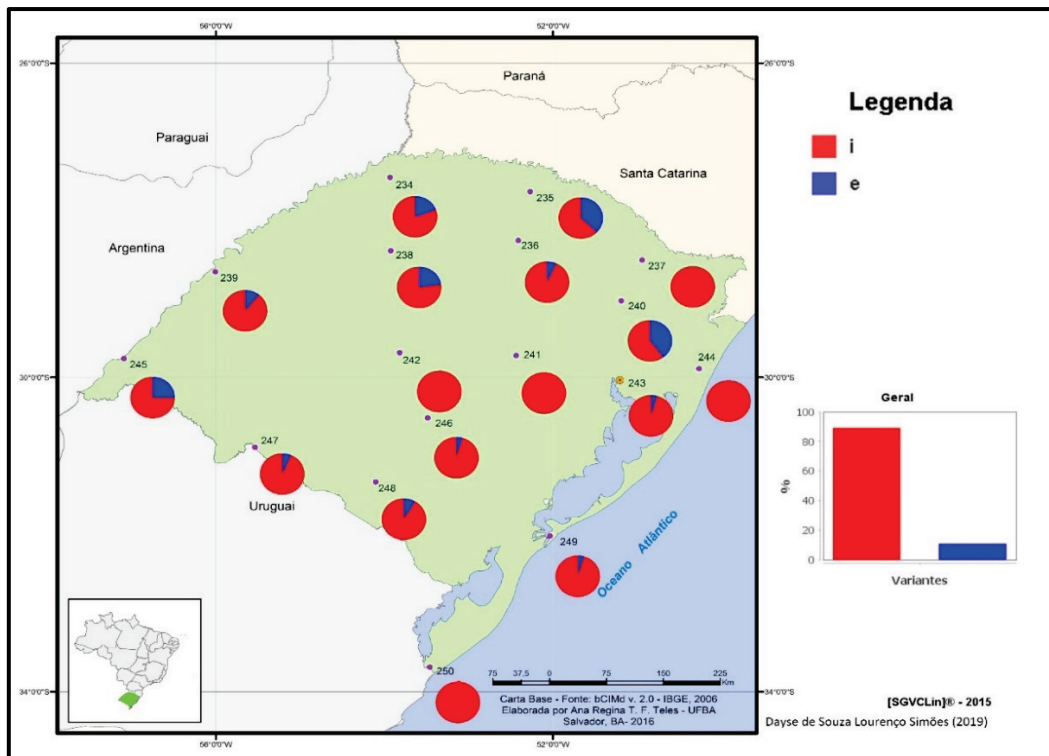 56°0'0"W
52°0'0"W
26°0'0"S
26°0'0"S
Paraná
Paraguai
Santa Catarina
Legenda
i
e
234
235
Argentina
236
238
237
239
240
242
241
244
245
30°0'0"S
243
30°0'0"S
246
Geral
247
248
Uruguai
249
Oceano Atlântico
100
80
60
40
20
0
%
Variantes
250
75 37.5 0 75 150 225
Km
34°0'0"S
34°0'0"S
Carta Base - Fonte: bCIMd v. 2.0 - IBGE, 2006
Elaborada por Ana Regina T. F. Teles - UFBA
Salvador, BA- 2016
[SGVCLin]® - 2015
Dayse de Souza Lourenço Simões (2019)
56°0'0"W
52°0'0"W